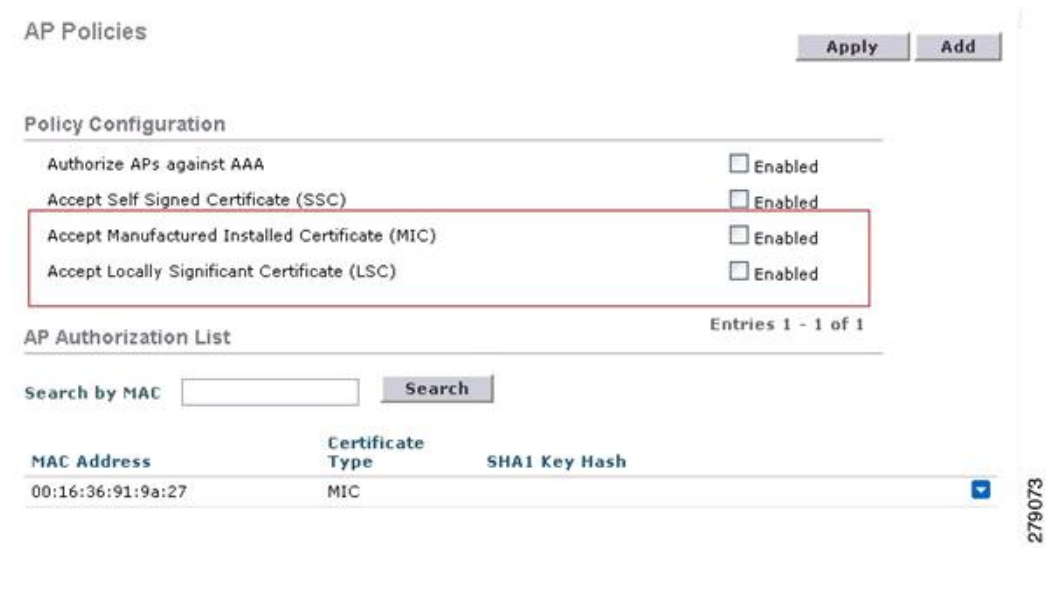 AP Policies
Apply Add
Policy Configuration
Authorize APs against AAA Enabled
Accept Self Signed Certificate (SSC) Enabled
Accept Manufactured Installed Certificate (MIC) Enabled
Accept Locally Significant Certificate (LSC) Enabled
Entries 1 - 1 of 1
AP Authorization List
Search by MAC Search
Certificate
MAC Address Type SHA1 Key Hash
00:16:36:91:9a:27 MIC
279073